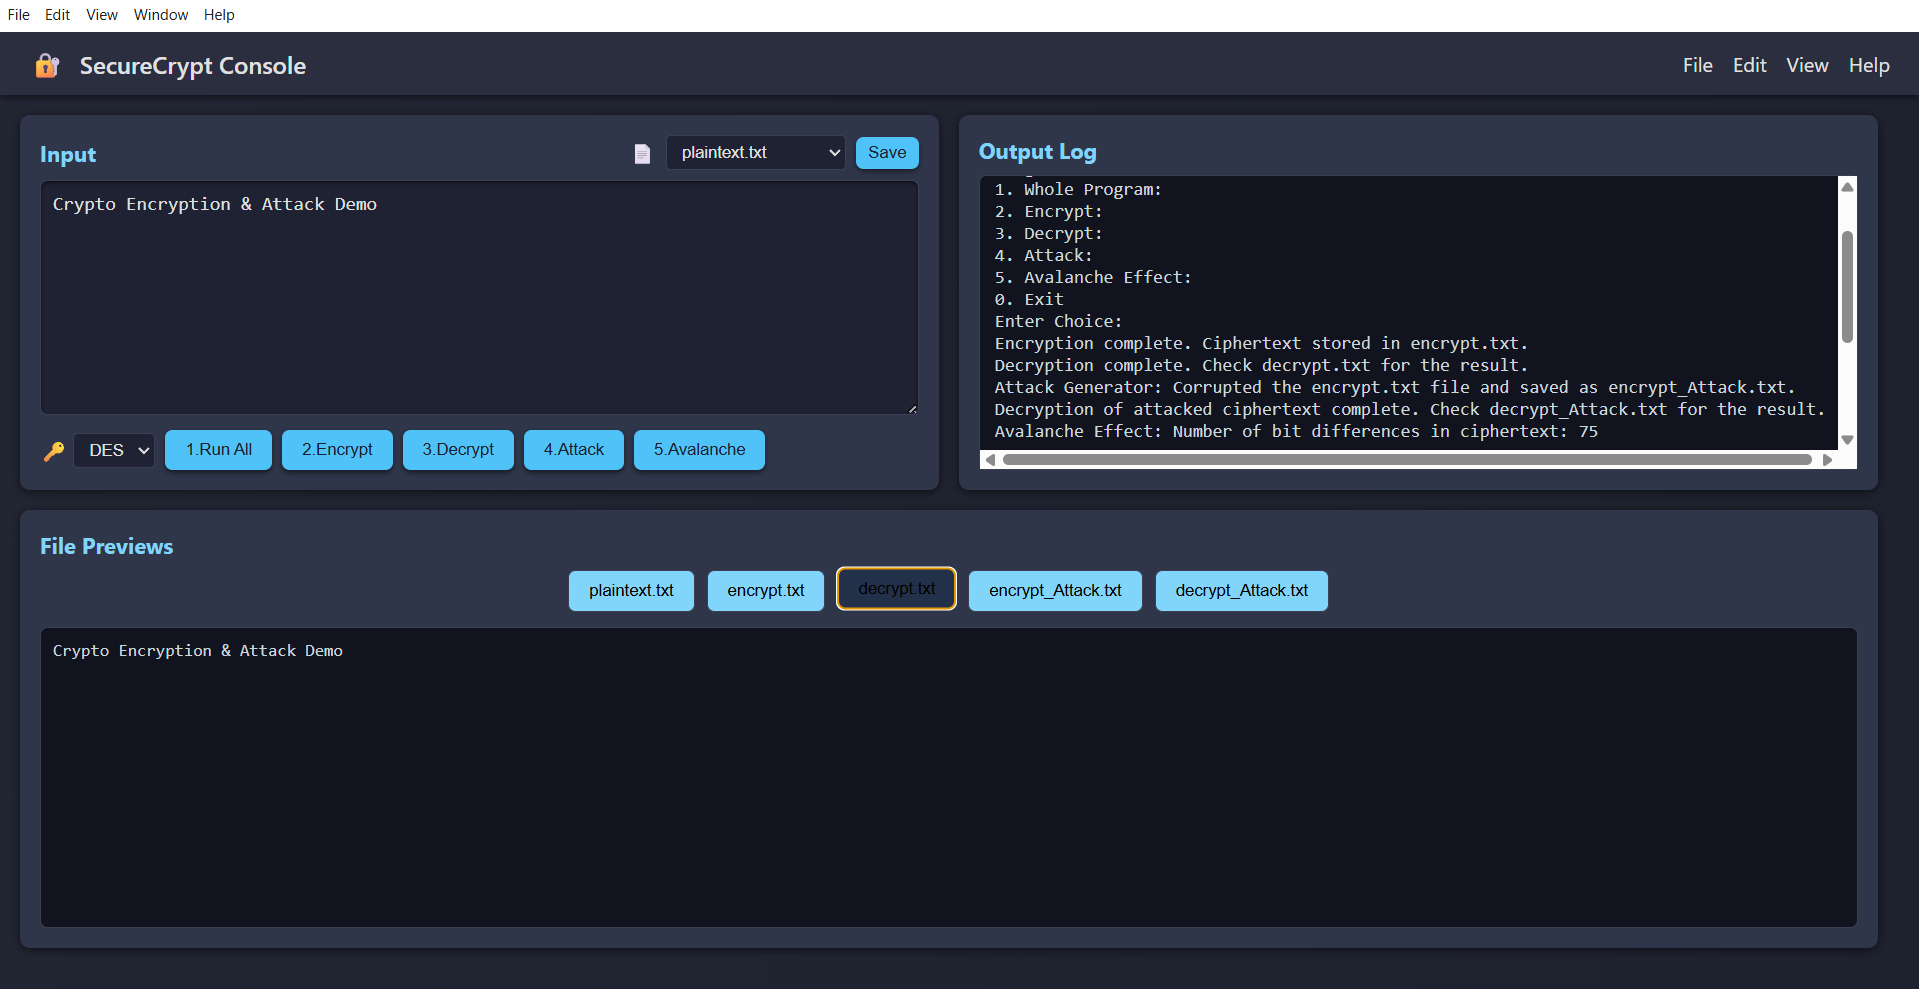 File Edit View Window Help
SecureCrypt Console
File Edit View Help
Input
plaintext.txt
Save
Crypto Encryption & Attack Demo
DES
1.Run All
2.Encrypt
3.Decrypt
4.Attack
5.Avalanche
Output Log
1. Whole Program:
2. Encrypt:
3. Decrypt:
4. Attack:
5. Avalanche Effect:
0. Exit
Enter Choice:
Encryption complete. Ciphertext stored in encrypt.txt.
Decryption complete. Check decrypt.txt for the result.
Attack Generator: Corrupted the encrypt.txt file and saved as encrypt_Attack.txt.
Decryption of attacked ciphertext complete. Check decrypt_Attack.txt for the result.
Avalanche Effect: Number of bit differences in ciphertext: 75
File Previews
plaintext.txt
encrypt.txt
decrypt.txt
encrypt_Attack.txt
decrypt_Attack.txt
Crypto Encryption & Attack Demo